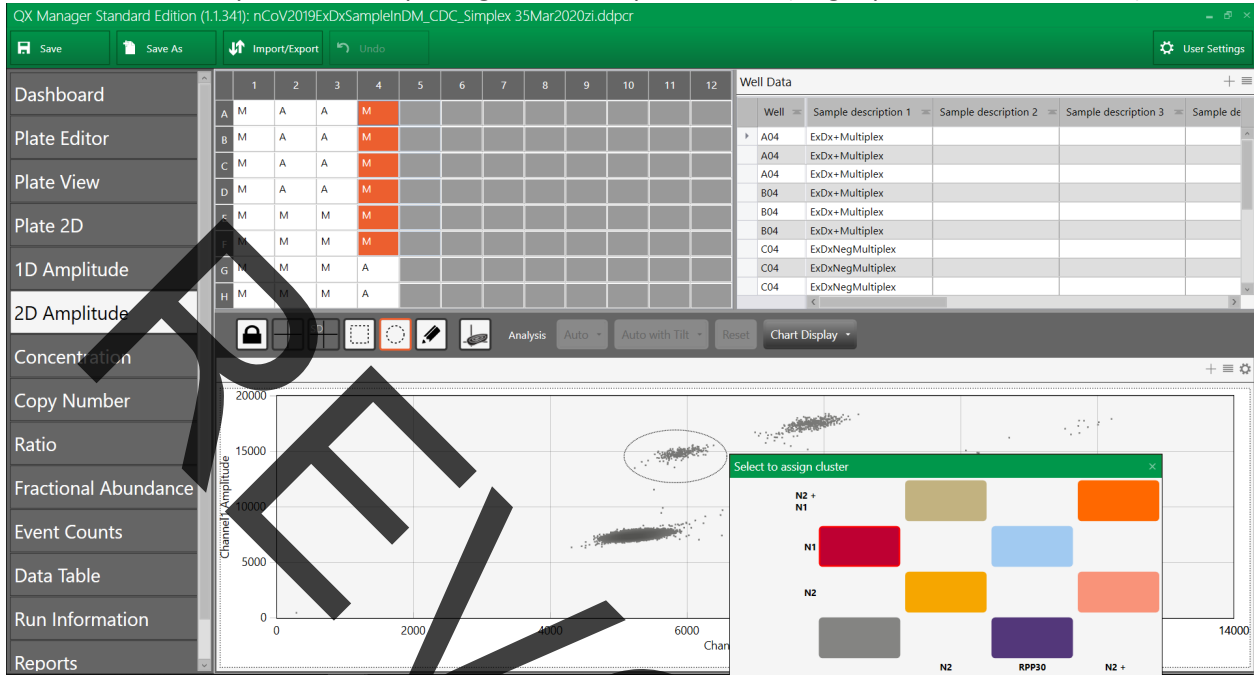 QX Manager Standard Edition (1.1.341): nCoV2019ExDxSampleInDM_CDC_Simplex 35Mar2020zi.ddpcr
Save Save As Import/Export Undo User Settings
Dashboard
Plate Editor
Plate View
Plate 2D
1D Amplitude
2D Amplitude
Concentration
Copy Number
Ratio
Fractional Abundance
Event Counts
Data Table
Run Information
Reports
1 2 3 4 5 6 7 8 9 10 11 12
A M A A M
B M A A M
C M A A M
D M A A M
E M M M M
F M M M M
G M M M A
H M M M A
Well Data
Well Sample description 1 Sample description 2 Sample description 3 Sample de
A04 ExDx+Multiplex
A04 ExDx+Multiplex
A04 ExDx+Multiplex
B04 ExDx+Multiplex
B04 ExDx+Multiplex
B04 ExDx+Multiplex
C04 ExDxNegMultiplex
C04 ExDxNegMultiplex
C04 ExDxNegMultiplex
Analysis Auto Auto with Tilt Reset Chart Display
20000
15000
10000
5000
0
Amplitude
0 2000 4000 6000 14000
Chan
Select to assign cluster
N2 +
N1
N1
N2
N2 RPP30 N2 +